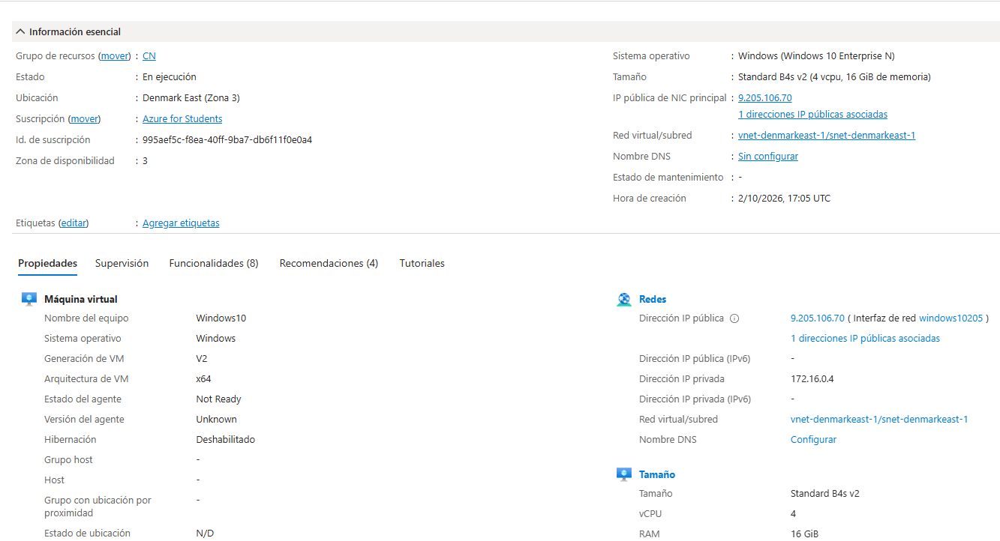 Información esencial
Grupo de recursos (mover) : CN
Estado : En ejecución
Ubicación : Denmark East (Zona 3)
Suscripción (mover) : Azure for Students
Id. de suscripción : 995aef5c-f8ea-40ff-9ba7-db6f11f0e0a4
Zona de disponibilidad : 3
Sistema operativo : Windows (Windows 10 Enterprise N)
Tamaño : Standard B4s v2 (4 vcpu, 16 GiB de memoria)
IP pública de NIC principal : 9.205.106.70
1 direcciones IP públicas asociadas
Red virtual/subred : vnet-denmarkeast-1/snet-denmarkeast-1
Nombre DNS : Sin configurar
Estado de mantenimiento : -
Hora de creación : 2/10/2026, 17:05 UTC
Etiquetas (editar) : Agregar etiquetas
Propiedades Supervisión Funcionalidades (8) Recomendaciones (4) Tutoriales
Máquina virtual
Nombre del equipo Windows10
Sistema operativo Windows
Generación de VM V2
Arquitectura de VM x64
Estado del agente Not Ready
Versión del agente Unknown
Hibernación Deshabilitado
Grupo host -
Host -
Grupo con ubicación por -
proximidad
Estado de ubicación N/D
Redes
Dirección IP pública 9.205.106.70 ( Interfaz de red windows10205 )
1 direcciones IP públicas asociadas
Dirección IP pública (IPv6) -
Dirección IP privada 172.16.0.4
Dirección IP privada (IPv6) -
Red virtual/subred vnet-denmarkeast-1/snet-denmarkeast-1
Nombre DNS Configurar
Tamaño
Tamaño Standard B4s v2
vCPU 4
RAM 16 GiB